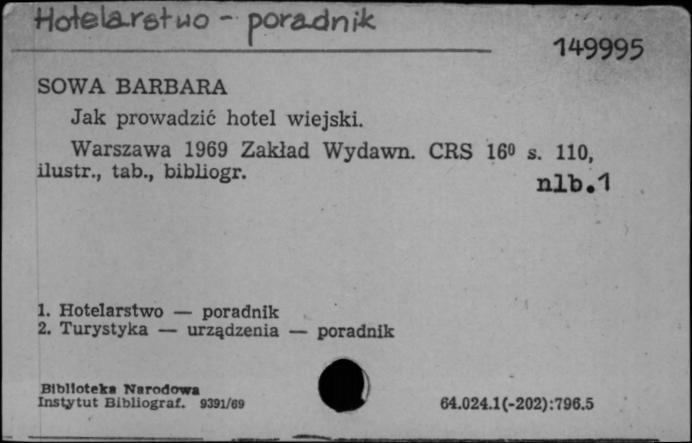 Hotelarstwo - poradnik
149995
SOWA BARBARA
Jak prowadzić hotel wiejski.
Warszawa 1969 Zakład Wydawn. CRS 16⁰ s. 110,
ilustr., tab., bibliogr.
nlb.1
1. Hotelarstwo — poradnik
2. Turystyka — urządzenia — poradnik
Biblioteka Narodowa
Instytut Bibliograf. 9391/69
64.024.1(-202):796.5